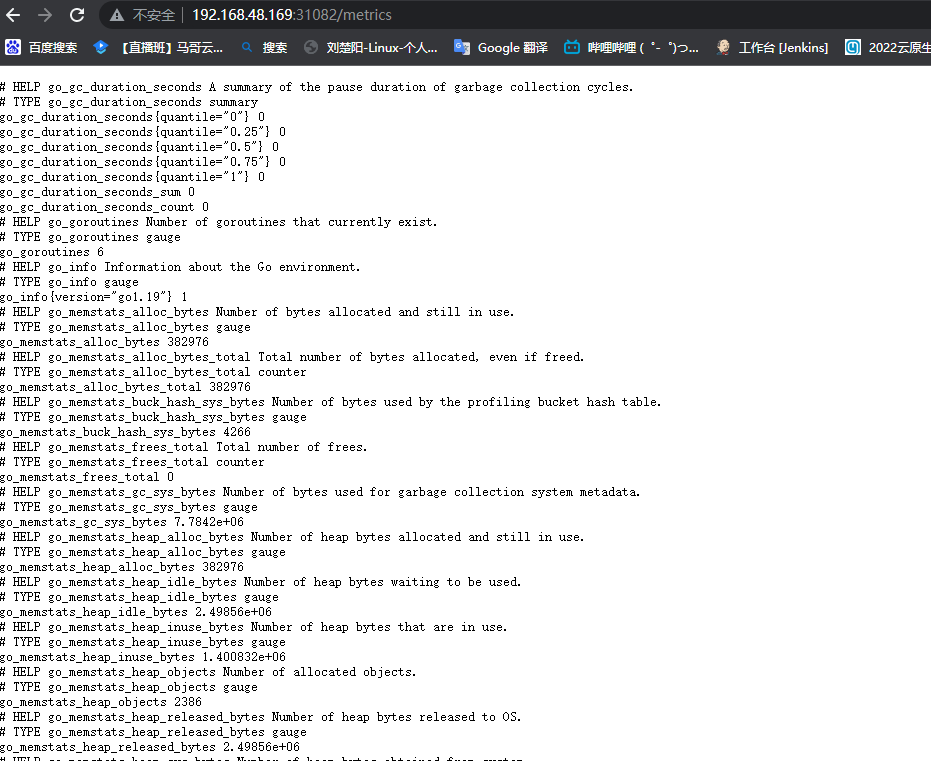 不安全 192.168.48.169:31082/metrics
百度搜索 【直播班】马哥云... 搜索 刘楚阳-Linux-个人... Google 翻译 哔哩哔哩 ( ゜- ゜)つ... 工作台 [Jenkins] 2022云原生
# HELP go_gc_duration_seconds A summary of the pause duration of garbage collection cycles.
# TYPE go_gc_duration_seconds summary
go_gc_duration_seconds{quantile="0"} 0
go_gc_duration_seconds{quantile="0.25"} 0
go_gc_duration_seconds{quantile="0.5"} 0
go_gc_duration_seconds{quantile="0.75"} 0
go_gc_duration_seconds{quantile="1"} 0
go_gc_duration_seconds_sum 0
go_gc_duration_seconds_count 0
# HELP go_goroutines Number of goroutines that currently exist.
# TYPE go_goroutines gauge
go_goroutines 6
# HELP go_info Information about the Go environment.
# TYPE go_info gauge
go_info{version="go1.19"} 1
# HELP go_memstats_alloc_bytes Number of bytes allocated and still in use.
# TYPE go_memstats_alloc_bytes gauge
go_memstats_alloc_bytes 382976
# HELP go_memstats_alloc_bytes_total Total number of bytes allocated, even if freed.
# TYPE go_memstats_alloc_bytes_total counter
go_memstats_alloc_bytes_total 382976
# HELP go_memstats_buck_hash_sys_bytes Number of bytes used by the profiling bucket hash table.
# TYPE go_memstats_buck_hash_sys_bytes gauge
go_memstats_buck_hash_sys_bytes 4266
# HELP go_memstats_frees_total Total number of frees.
# TYPE go_memstats_frees_total counter
go_memstats_frees_total 0
# HELP go_memstats_gc_sys_bytes Number of bytes used for garbage collection system metadata.
# TYPE go_memstats_gc_sys_bytes gauge
go_memstats_gc_sys_bytes 7.7842e+06
# HELP go_memstats_heap_alloc_bytes Number of heap bytes allocated and still in use.
# TYPE go_memstats_heap_alloc_bytes gauge
go_memstats_heap_alloc_bytes 382976
# HELP go_memstats_heap_idle_bytes Number of heap bytes waiting to be used.
# TYPE go_memstats_heap_idle_bytes gauge
go_memstats_heap_idle_bytes 2.49856e+06
# HELP go_memstats_heap_inuse_bytes Number of heap bytes that are in use.
# TYPE go_memstats_heap_inuse_bytes gauge
go_memstats_heap_inuse_bytes 1.400832e+06
# HELP go_memstats_heap_objects Number of allocated objects.
# TYPE go_memstats_heap_objects gauge
go_memstats_heap_objects 2386
# HELP go_memstats_heap_released_bytes Number of heap bytes released to OS.
# TYPE go_memstats_heap_released_bytes gauge
go_memstats_heap_released_bytes 2.49856e+06
# HELP go_memstats_heap_sys_bytes Number of heap bytes obtained from system.